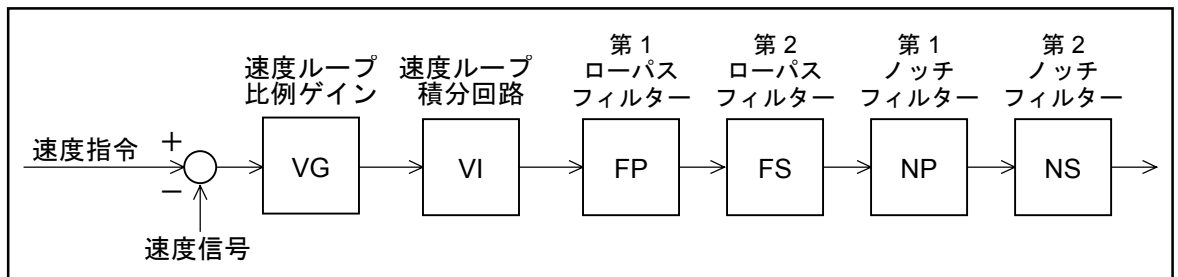 速度ループ
比例ゲイン
速度ループ
積分回路
第 1
ローパス
フィルター
第 2
ローパス
フィルター
第 1
ノッチ
フィルター
第 2
ノッチ
フィルター
速度指令
+
−
速度信号
VG
VI
FP
FS
NP
NS